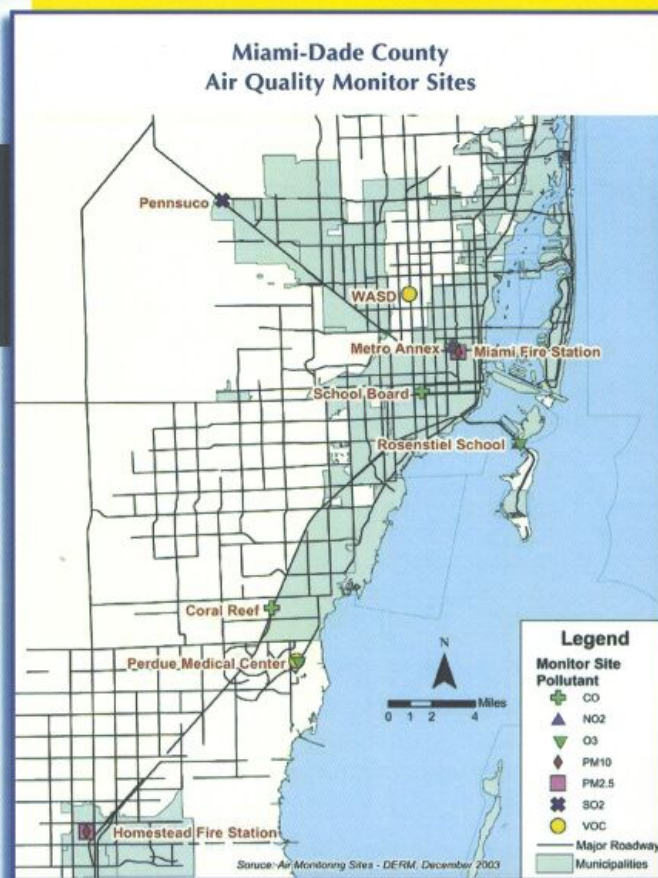 Miami-Dade County
Air Quality Monitor Sites
Pennsuco
WASD
Metro Annex
Miami Fire Station
School Board
Rosenstiel School
Coral Reef
Perdue Medical Center
Homestead Fire Station
N
Miles
0 1 2 4
Legend
Monitor Site
Pollutant
CO
NO2
O3
PM10
PM2.5
SO2
VOC
Major Roadway
Municipalities
Soruce: Air Monitoring Sites - DERM, December 2003